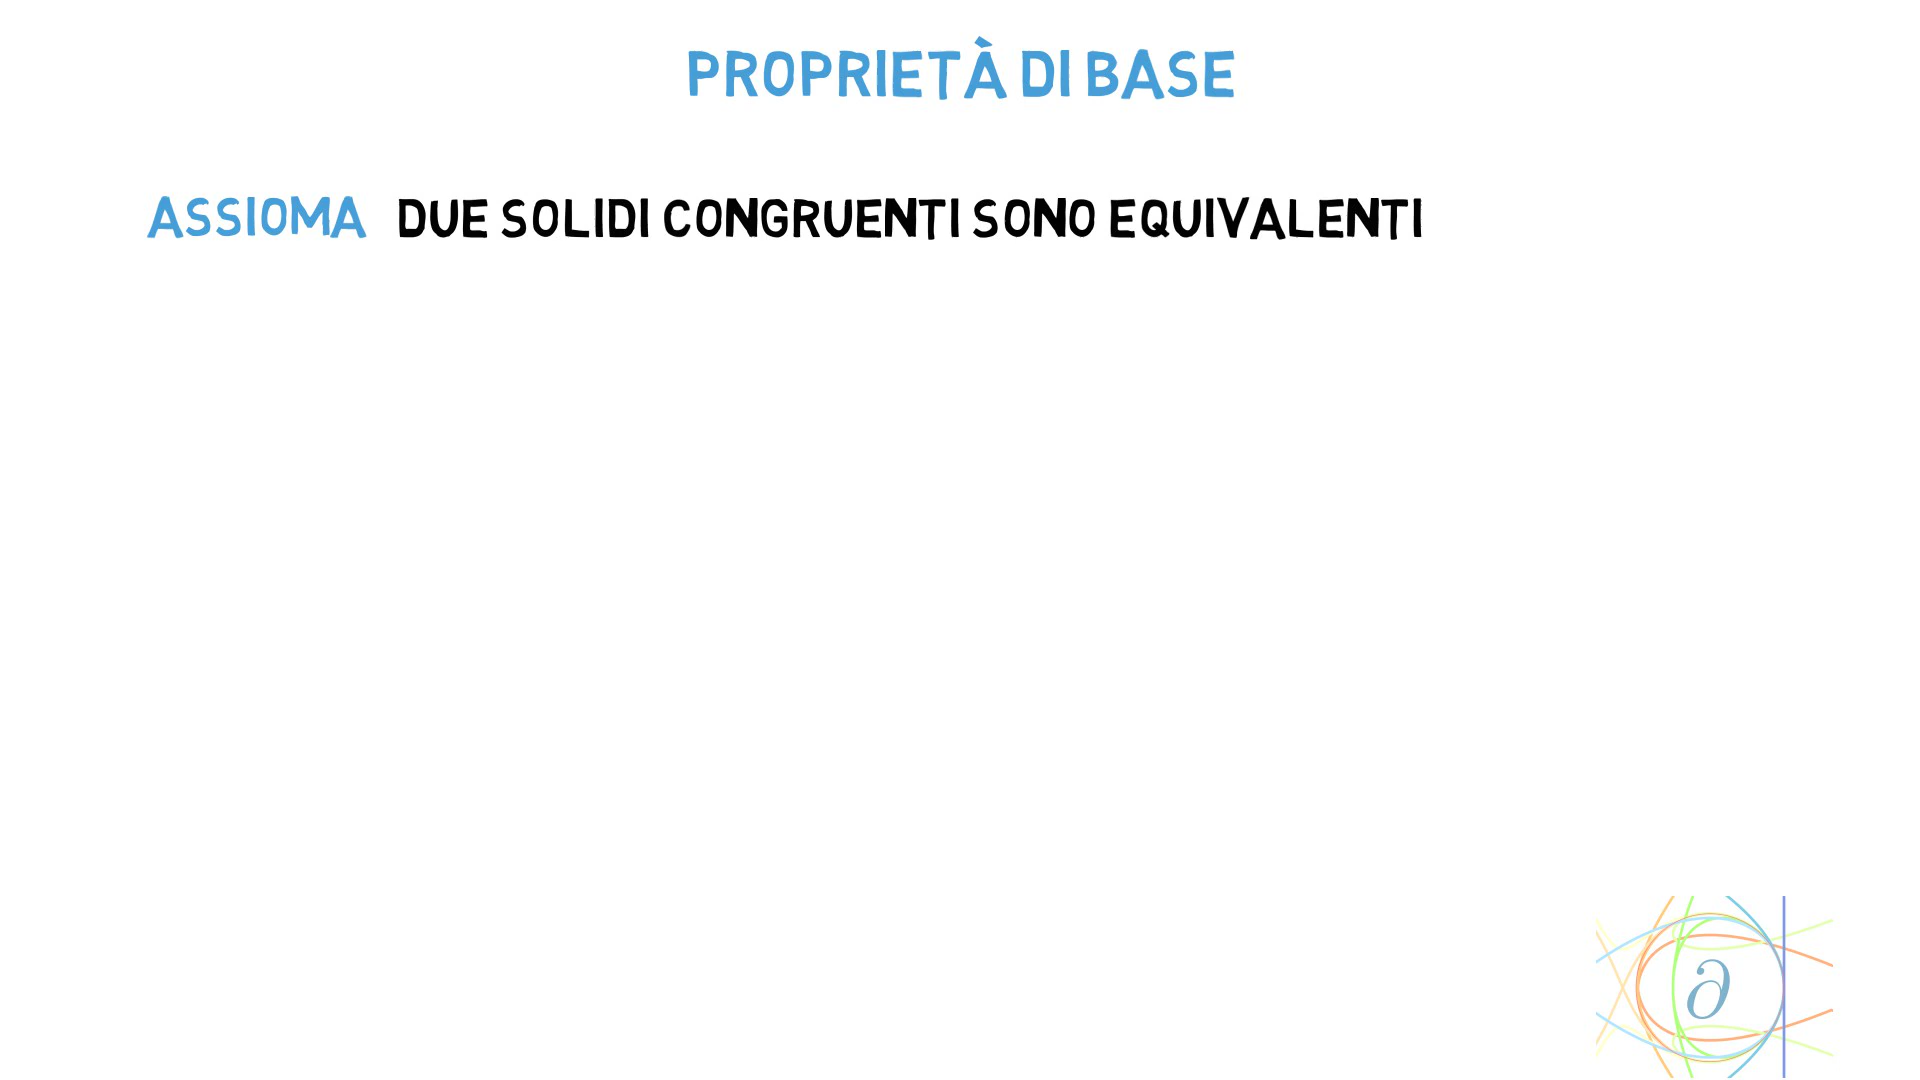 PROPRIETÀ DI BASE
ASSIOMA DUE SOLIDI CONGRUENTI SONO EQUIVALENTI
∂